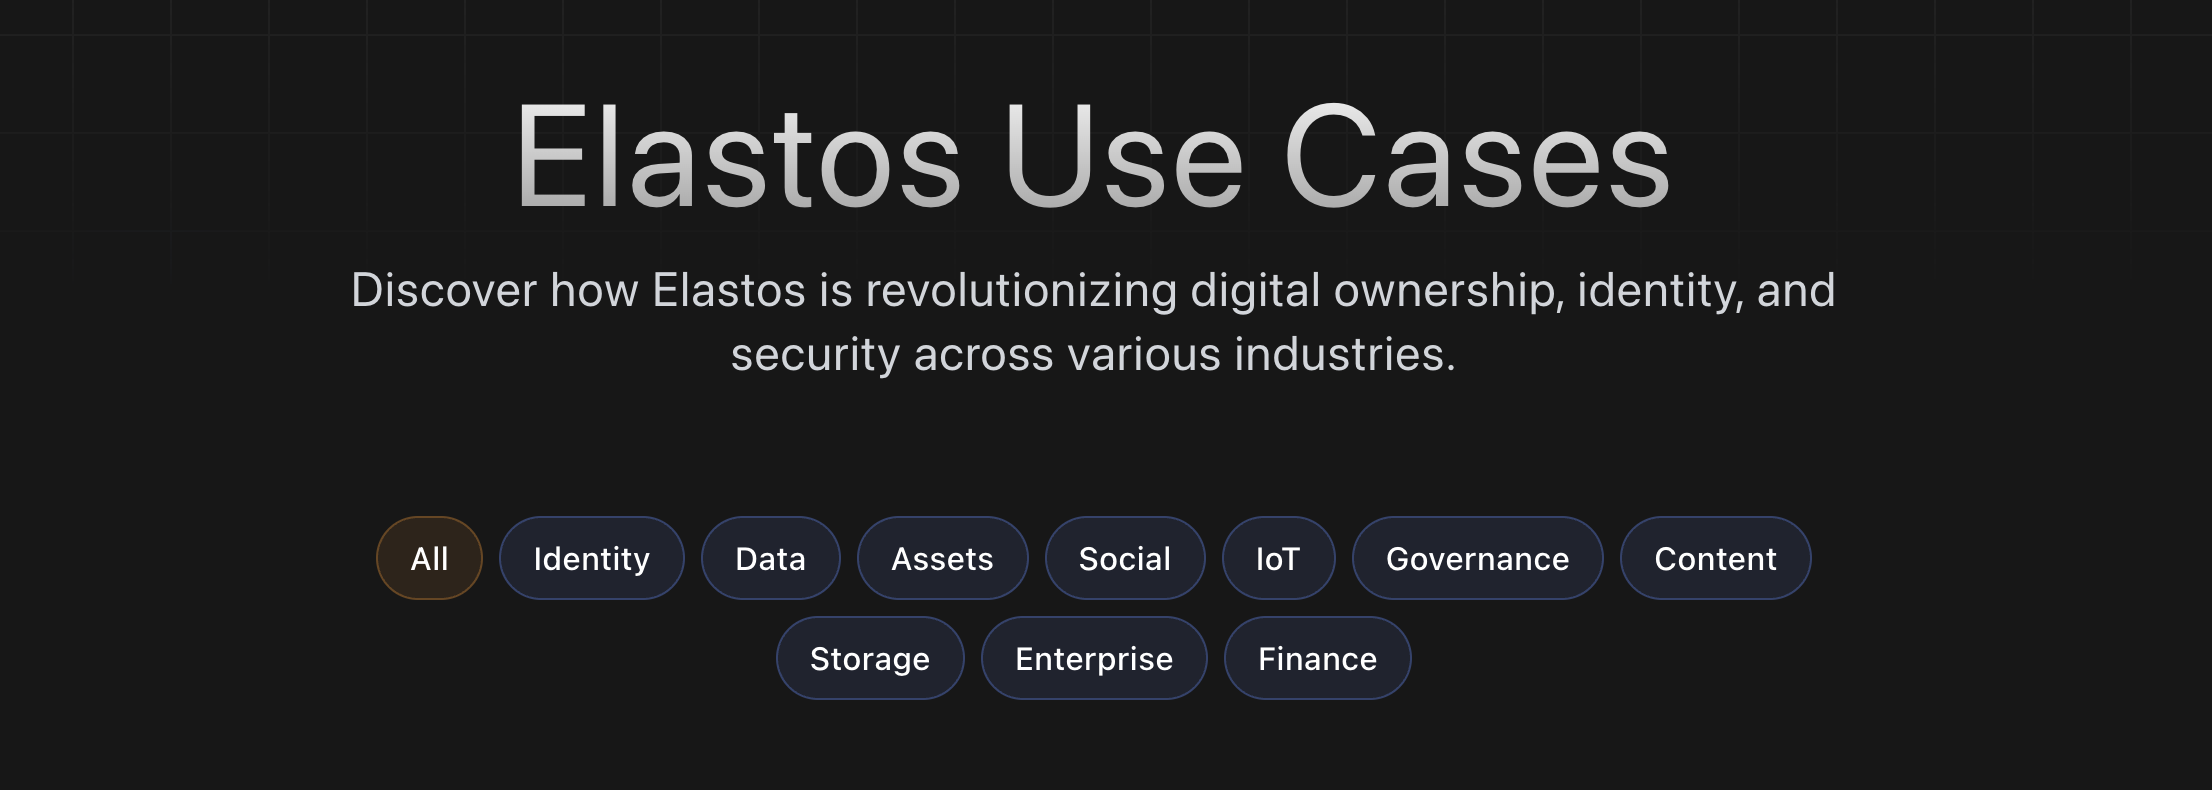 Elastos Use Cases
Discover how Elastos is revolutionizing digital ownership, identity, and
security across various industries.
All Identity Data Assets Social IoT Governance Content
Storage Enterprise Finance